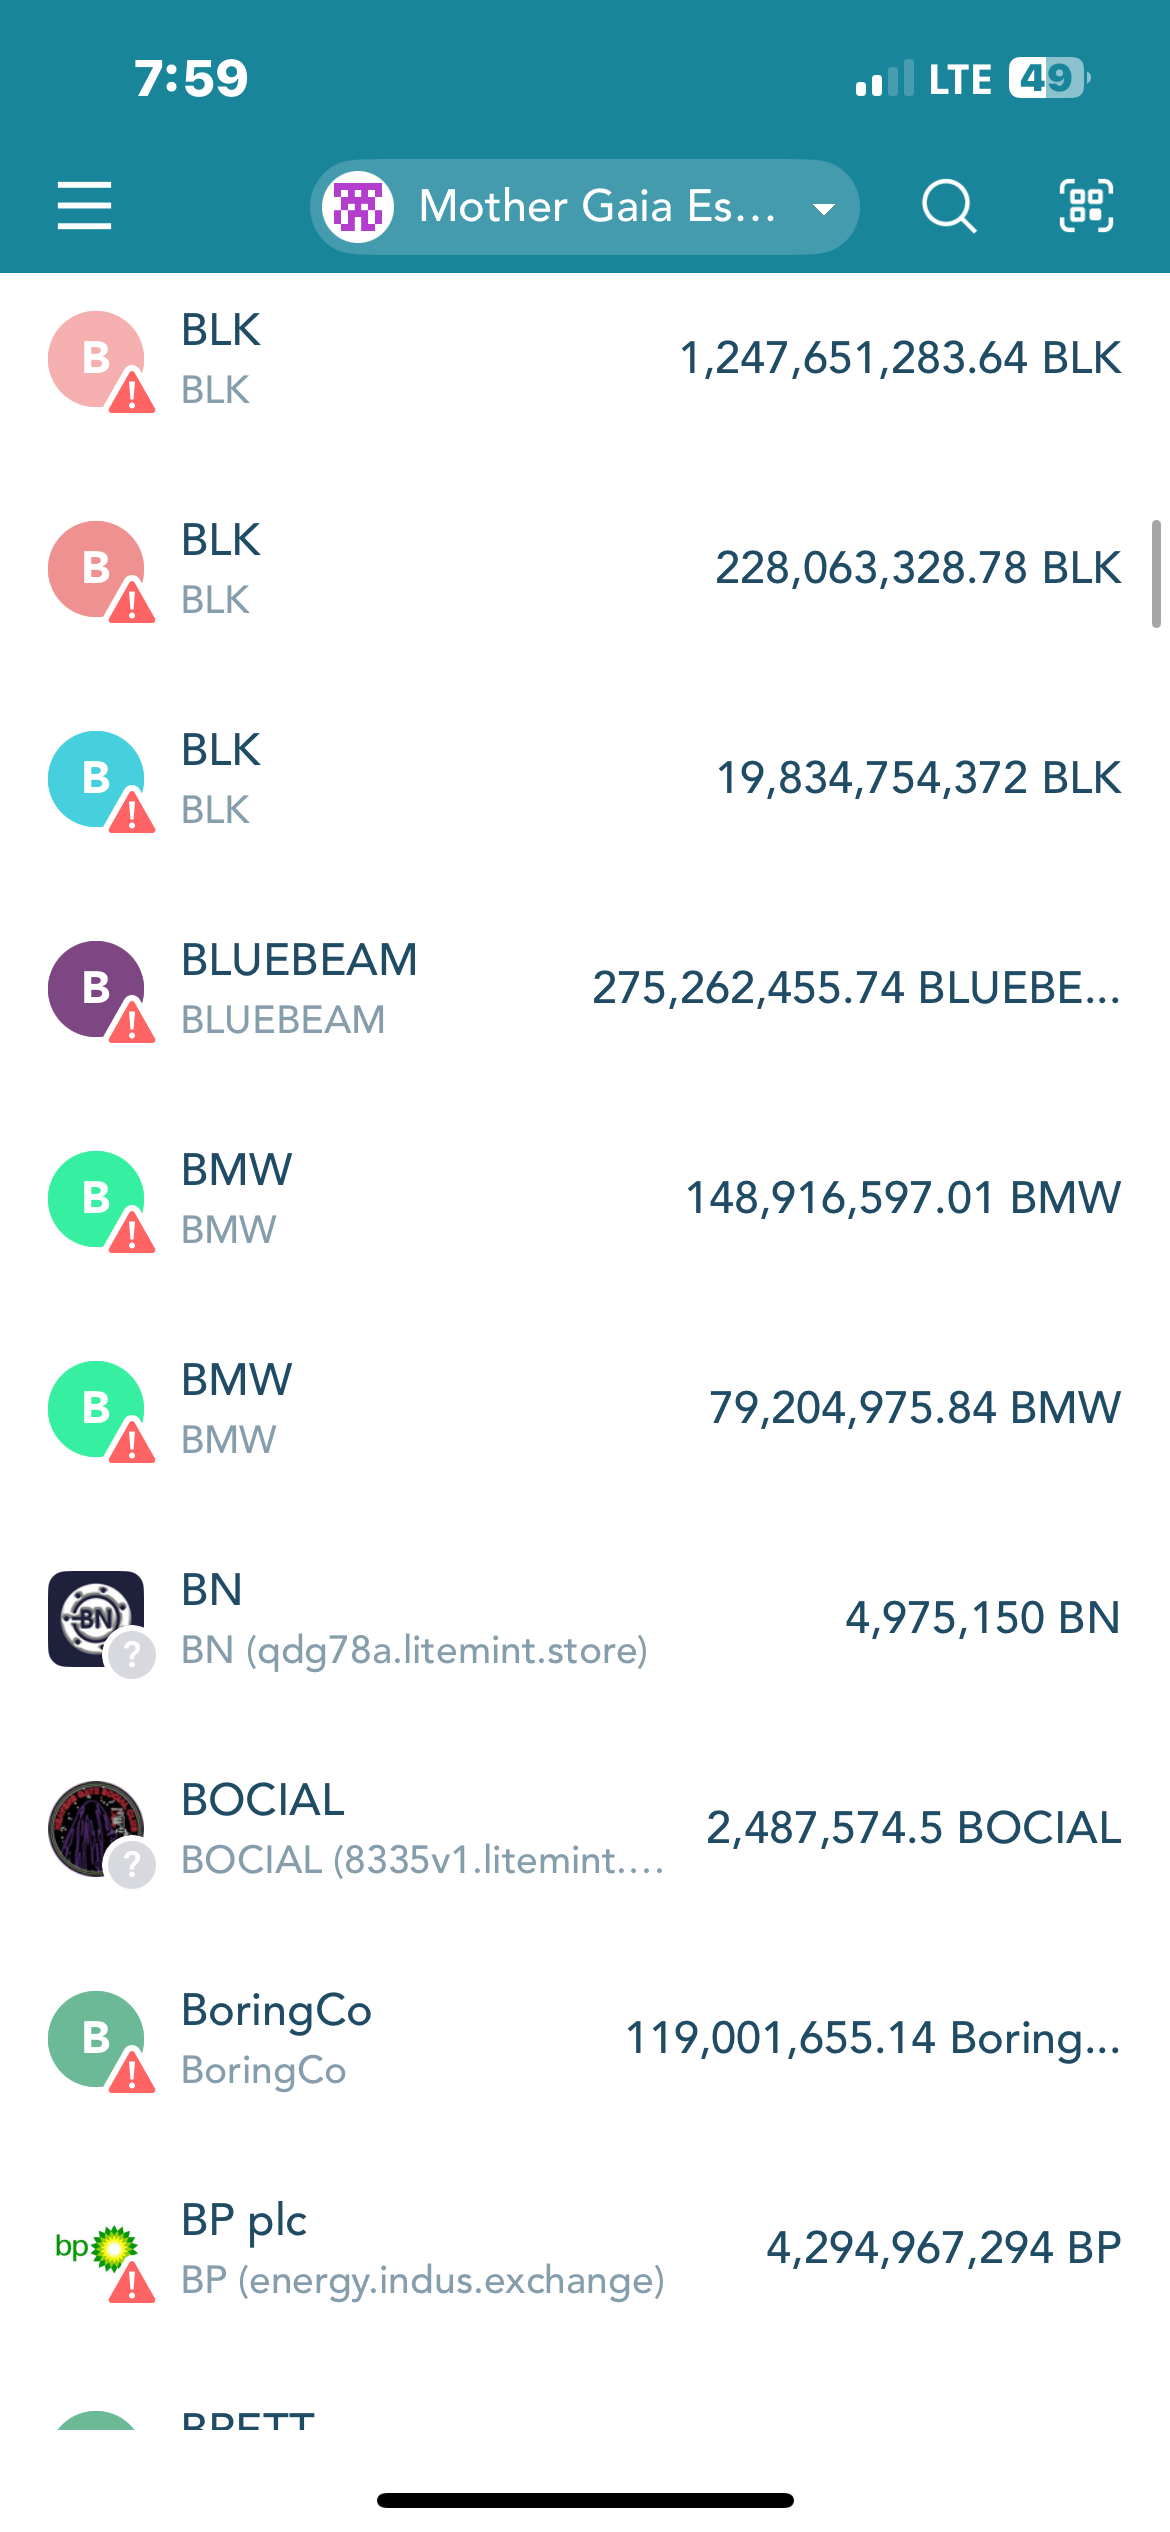 7:59
LTE 49
Mother Gaia Es...
B
BLK
BLK
1,247,651,283.64 BLK
B
BLK
BLK
228,063,328.78 BLK
B
BLK
BLK
19,834,754,372 BLK
B
BLUEBEAM
BLUEBEAM
275,262,455.74 BLUEBE...
B
BMW
BMW
148,916,597.01 BMW
B
BMW
BMW
79,204,975.84 BMW
BN
BN
BN (qdg78a.litemint.store)
4,975,150 BN
BOCIAL
BOCIAL (8335v1.litemint....
2,487,574.5 BOCIAL
B
BoringCo
BoringCo
119,001,655.14 Boring...
bp
BP plc
BP (energy.indus.exchange)
4,294,967,294 BP
BRETT